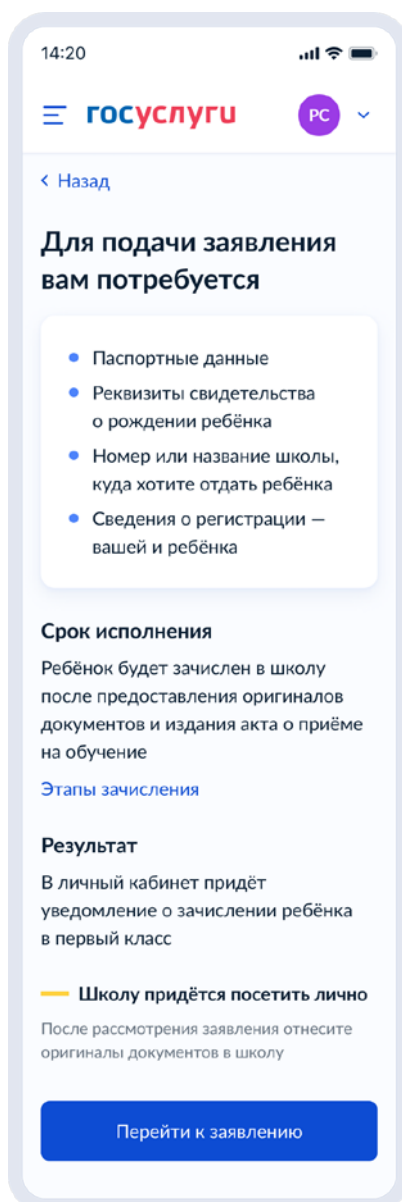 14:20
госуслуги
РС
Назад
Для подачи заявления
вам потребуется
Паспортные данные
Реквизиты свидетельства
о рождении ребёнка
Номер или название школы,
куда хотите отдать ребёнка
Сведения о регистрации —
вашей и ребёнка
Срок исполнения
Ребёнок будет зачислен в школу
после предоставления оригиналов
документов и издания акта о приёме
на обучение
Этапы зачисления
Результат
В личный кабинет придёт
уведомление о зачислении ребёнка
в первый класс
Школу придётся посетить лично
После рассмотрения заявления отнесите
оригиналы документов в школу
Перейти к заявлению